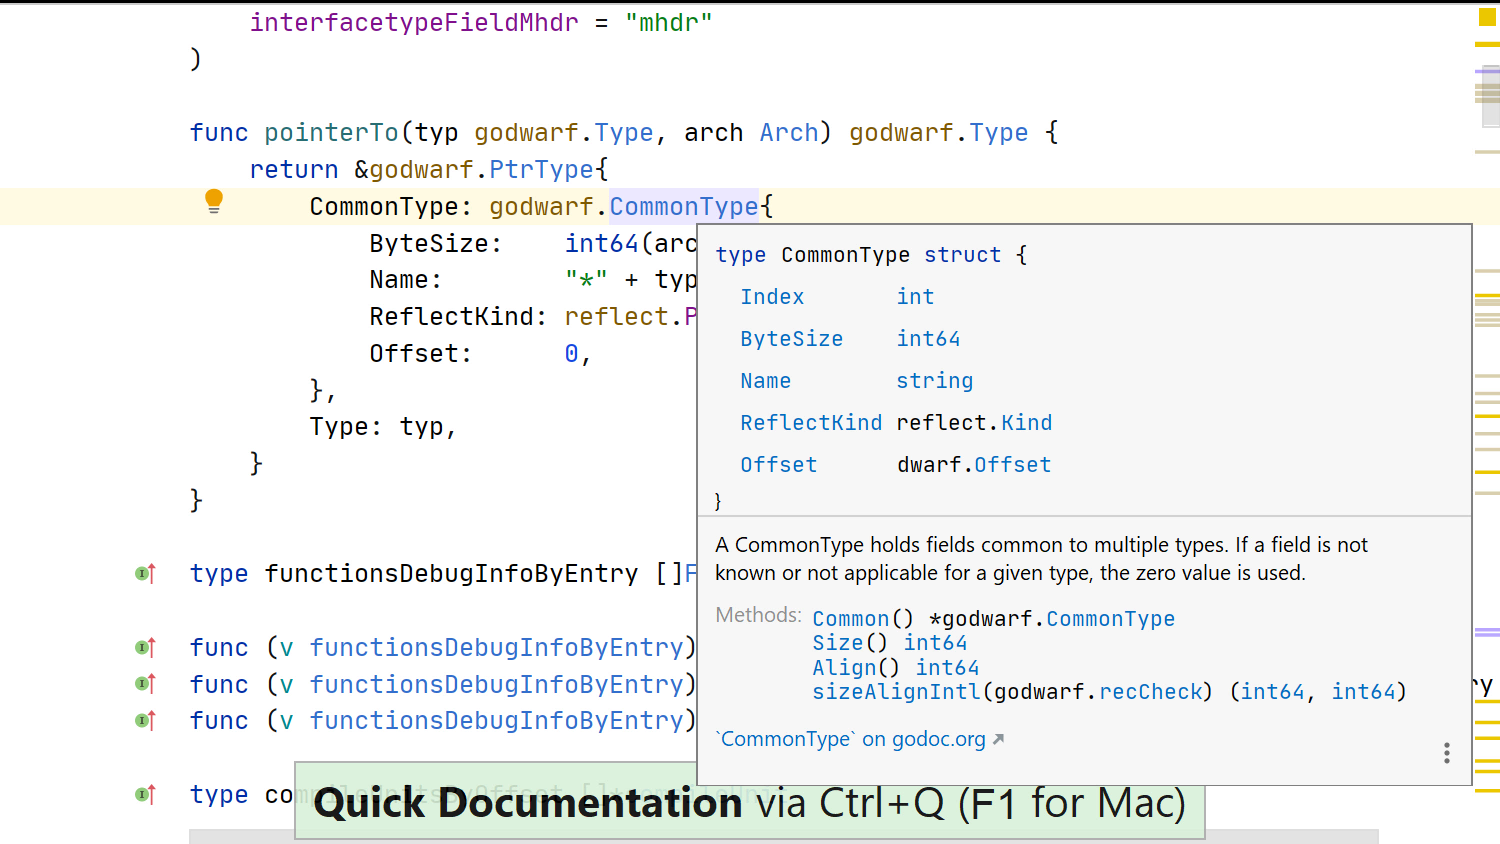 interfacetypeFieldMhdr = "mhdr"
)
func pointerTo(typ godwarf.Type, arch Arch) godwarf.Type {
return &godwarf.PtrType{
CommonType: godwarf.CommonType{
ByteSize: int64(arc
Name: "*" + typ
ReflectKind: reflect.P
Offset: 0,
},
Type: typ,
}
}
type CommonType struct {
Index int
ByteSize int64
Name string
ReflectKind reflect.Kind
Offset dwarf.Offset
}
A CommonType holds fields common to multiple types. If a field is not
known or not applicable for a given type, the zero value is used.
Methods: Common() *godwarf.CommonType
Size() int64
Align() int64
sizeAlignIntl(godwarf.recCheck) (int64, int64)
`CommonType` on godoc.org
type functionsDebugInfoByEntry []F
func (v functionsDebugInfoByEntry)
func (v functionsDebugInfoByEntry) ry
func (v functionsDebugInfoByEntry)
type compileUnitsByOffset []*compileUnit
Quick Documentation via Ctrl+Q (F1 for Mac)